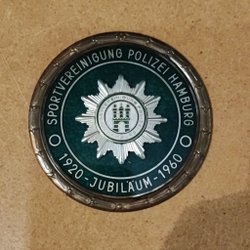 SPORTVEREINIGUNG POLIZEI HAMBURG
1920-JUBILÄUM-1960